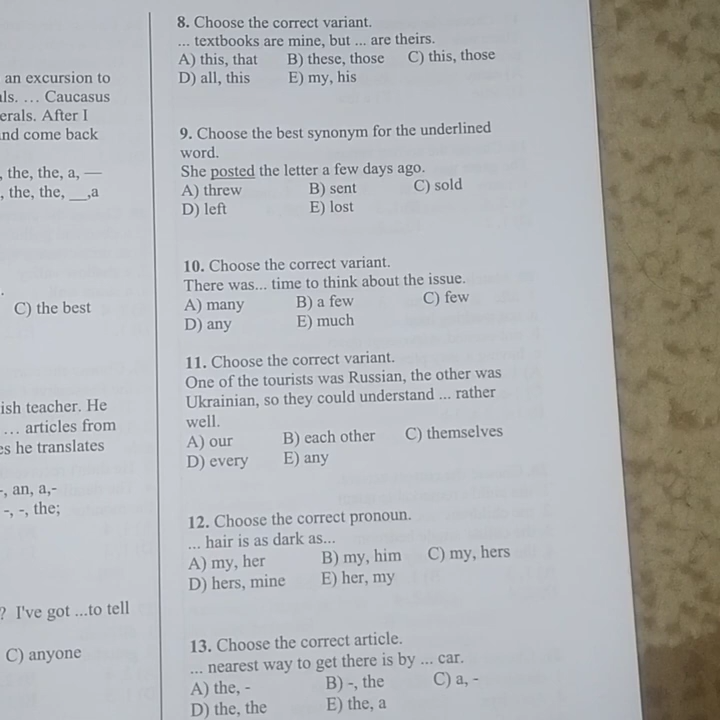 an excursion to
als. ... Caucasus
erals. After I
nd come back
, the, the, a, —
, the, the, __,a
.
C) the best
ish teacher. He
... articles from
es he translates
-, an, a,-
-, -, the;
? I've got ...to tell
C) anyone
8. Choose the correct variant.
... textbooks are mine, but ... are theirs.
A) this, that B) these, those C) this, those
D) all, this E) my, his
9. Choose the best synonym for the underlined
word.
She posted the letter a few days ago.
A) threw B) sent C) sold
D) left E) lost
10. Choose the correct variant.
There was... time to think about the issue.
A) many B) a few C) few
D) any E) much
11. Choose the correct variant.
One of the tourists was Russian, the other was
Ukrainian, so they could understand ... rather
well.
A) our B) each other C) themselves
D) every E) any
12. Choose the correct pronoun.
... hair is as dark as...
A) my, her B) my, him C) my, hers
D) hers, mine E) her, my
13. Choose the correct article.
... nearest way to get there is by ... car.
A) the, - B) -, the C) a, -
D) the, the E) the, a